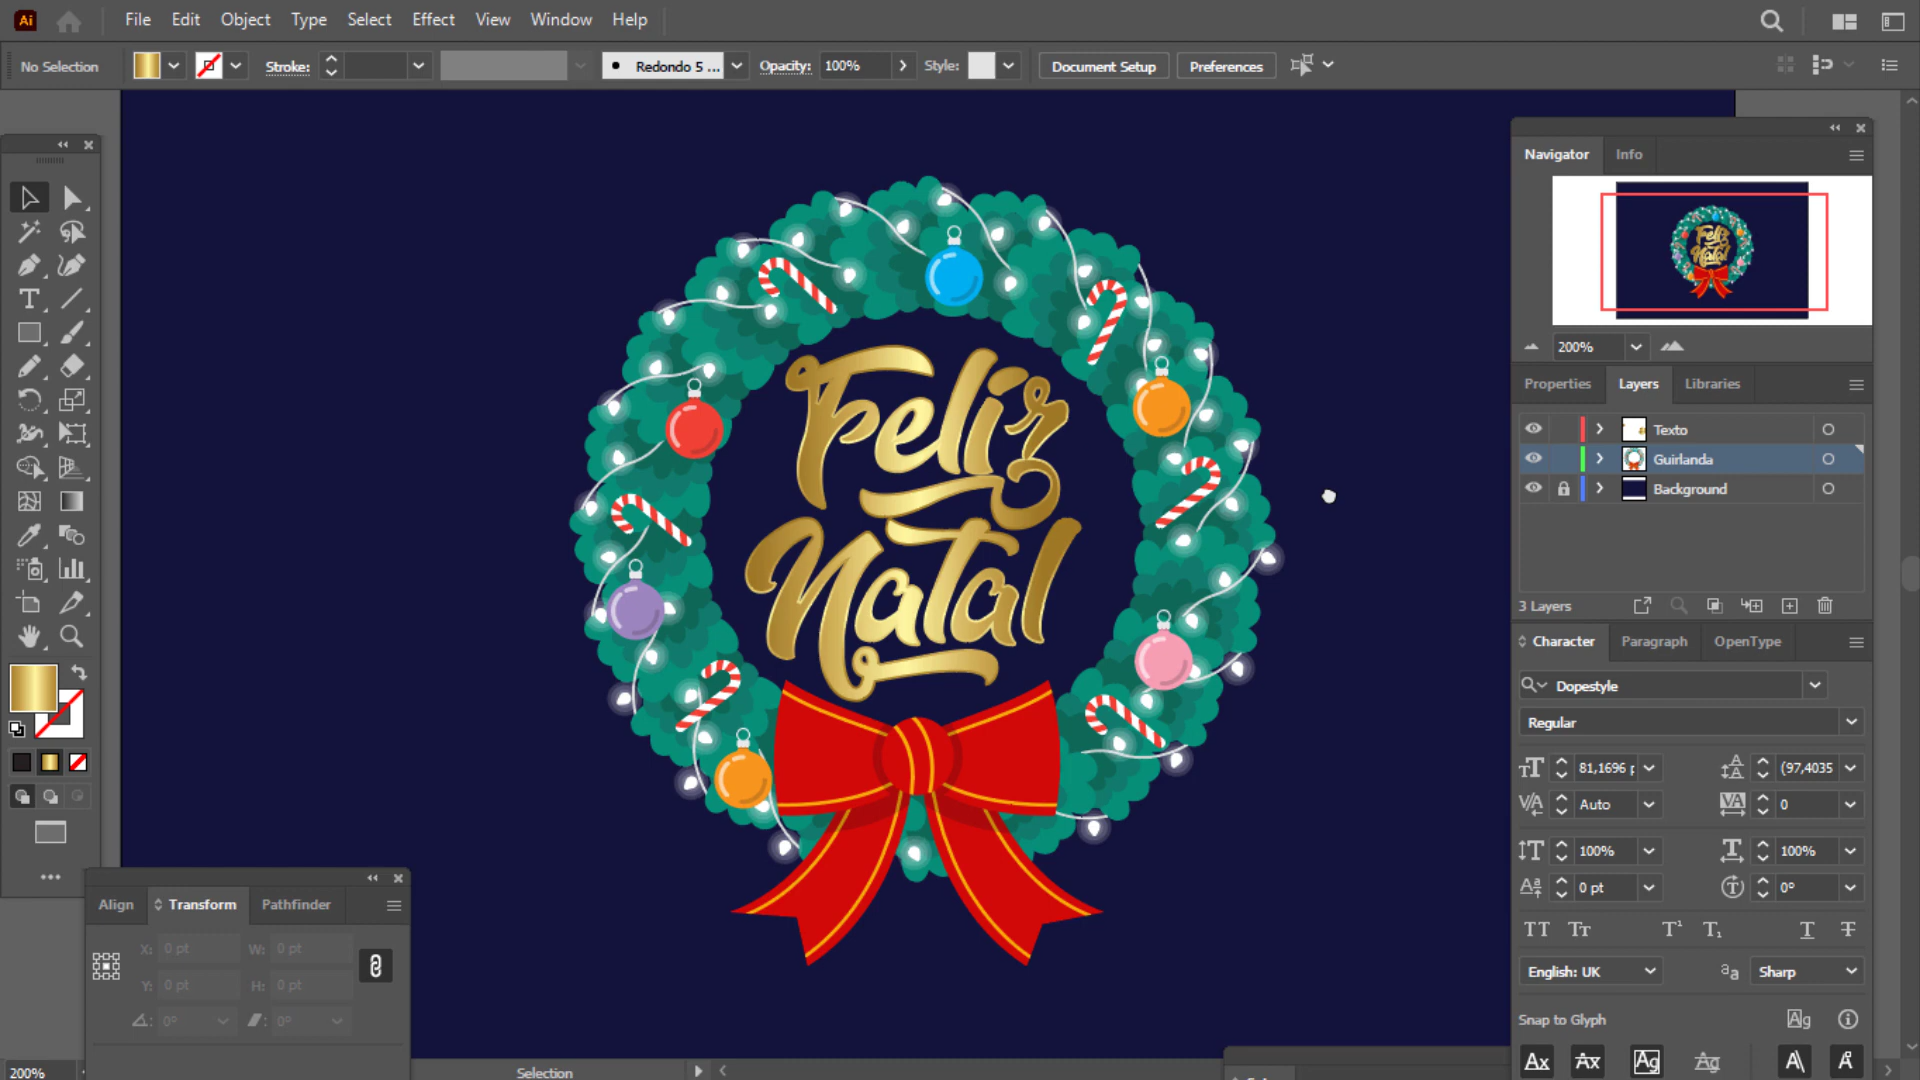 Ai File Edit Object Type Select Effect View Window Help
No Selection Stroke: Redondo 5 ... Opacity: 100% Style: Document Setup Preferences
Navigator Info
200%
Properties Layers Libraries
Texto
Guirlanda
Background
3 Layers
Character Paragraph OpenType
Dopestyle
Regular
81,1696 p (97,4035
Auto 0
100% 100%
0 pt 0°
English: UK Sharp
Snap to Glyph
Feliz
Natal
Align Transform Pathfinder
X: 0 pt W: 0 pt
Y: 0 pt H: 0 pt
0° 0°
200% Selection